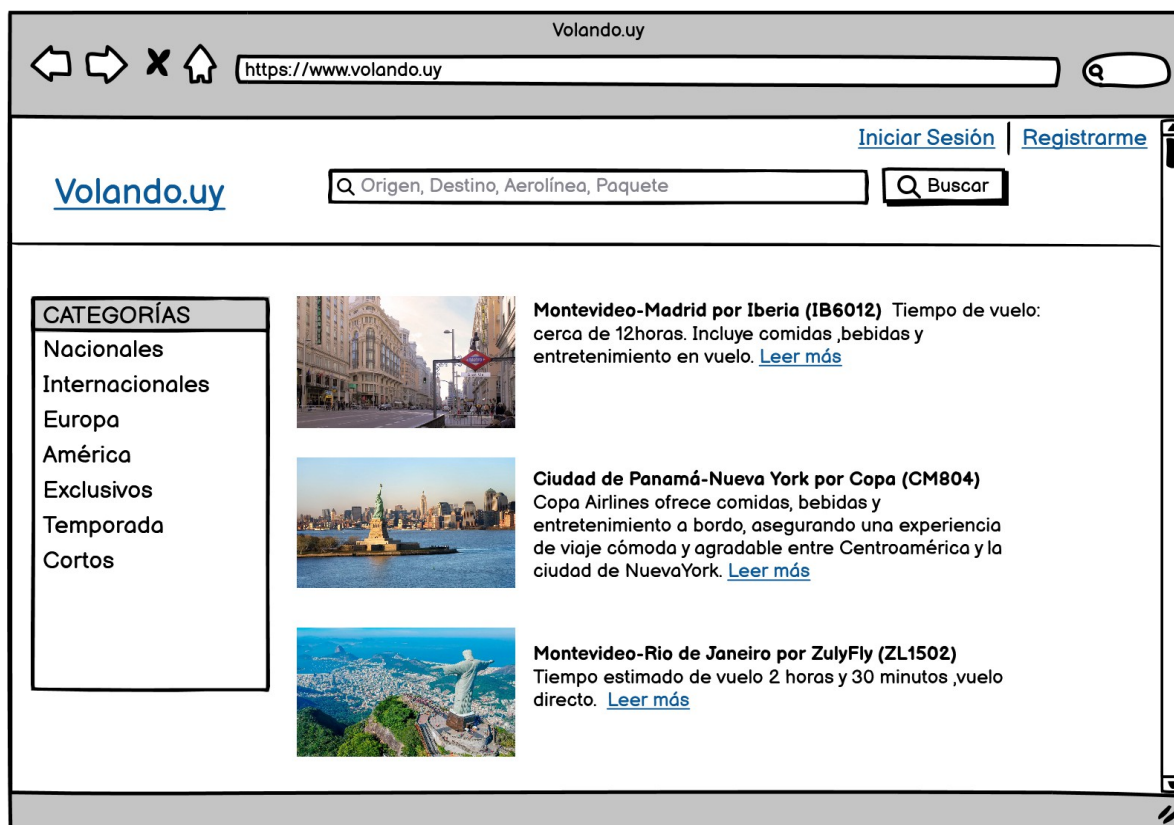 Volando.uy
https://www.volando.uy
Iniciar Sesión
Registrarme
Volando.uy
Origen, Destino, Aerolínea, Paquete
Buscar
CATEGORÍAS
Nacionales
Internacionales
Europa
América
Exclusivos
Temporada
Cortos
Montevideo-Madrid por Iberia (IB6012) Tiempo de vuelo:
cerca de 12horas. Incluye comidas ,bebidas y
entretenimiento en vuelo. Leer más
Ciudad de Panamá-Nueva York por Copa (CM804)
Copa Airlines ofrece comidas, bebidas y
entretenimiento a bordo, asegurando una experiencia
de viaje cómoda y agradable entre Centroamérica y la
ciudad de NuevaYork. Leer más
Montevideo-Rio de Janeiro por ZulyFly (ZL1502)
Tiempo estimado de vuelo 2 horas y 30 minutos ,vuelo
directo. Leer más